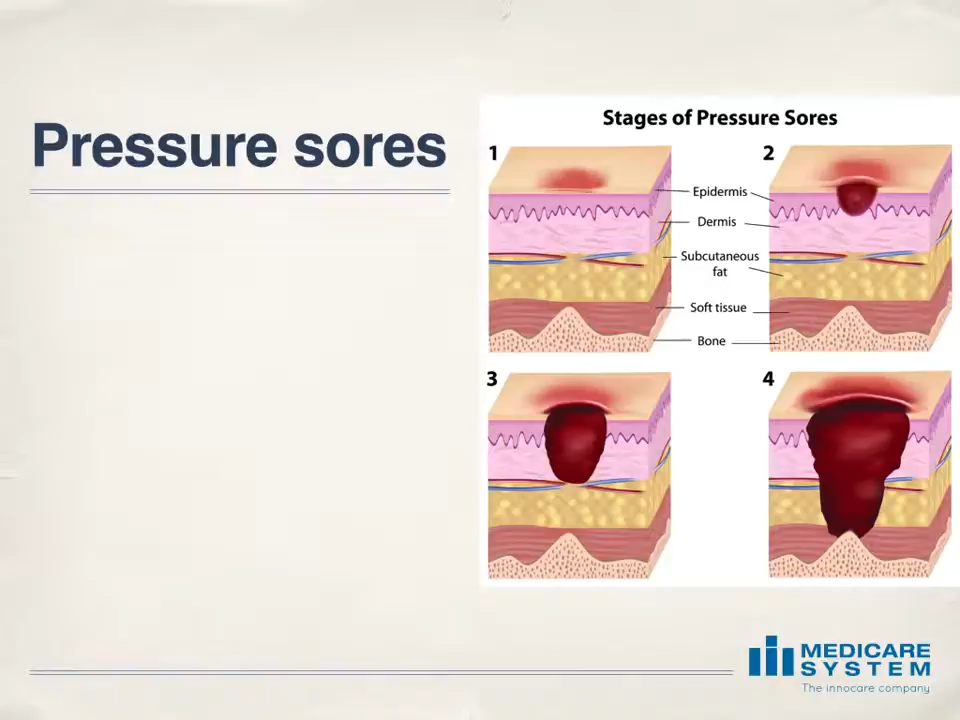 Pressure sores
Stages of Pressure Sores
1
2
Epidermis
Dermis
Subcutaneous
fat
Soft tissue
Bone
3
4
MEDICARE
SYSTEM
The innocare company